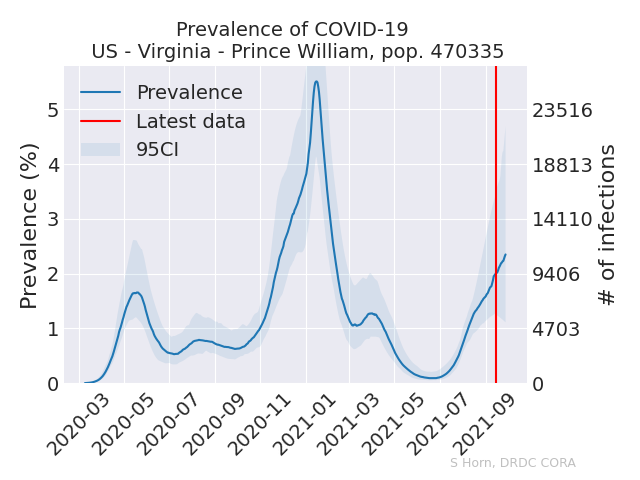 Prevalence of COVID-19
US - Virginia - Prince William, pop. 470335
Prevalence
Latest data
95CI
Prevalence (%)
5
4
3
2
1
0
23516
18813
14110
9406
4703
0
# of infections
2020-03
2020-05
2020-07
2020-09
2020-11
2021-01
2021-03
2021-05
2021-07
2021-09
S Horn, DRDC CORA